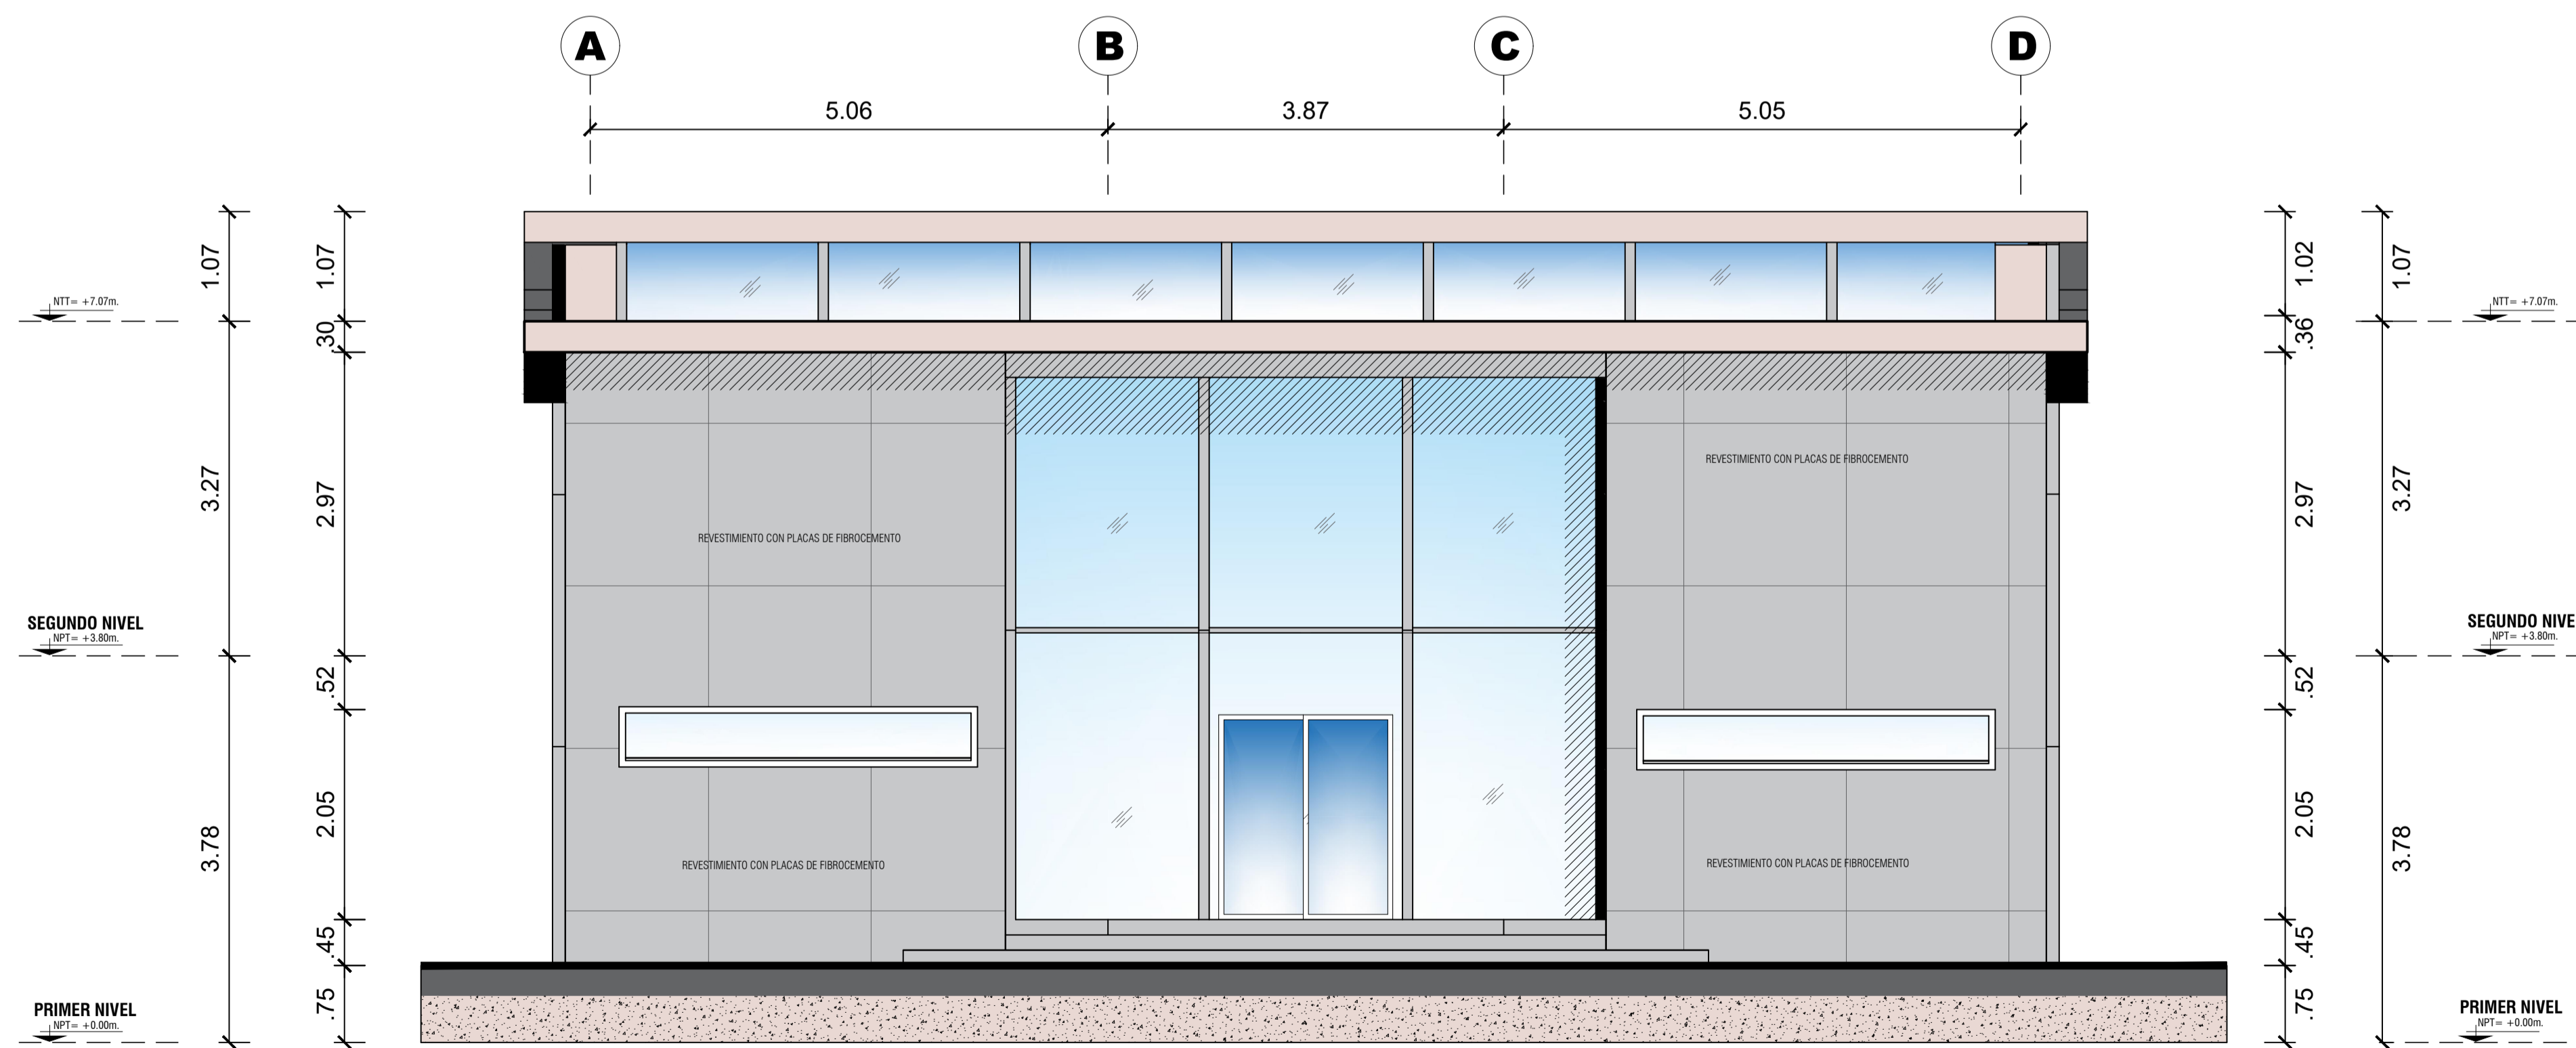 A B C D
5.06 3.87 5.05
1.07 1.07 1.02 1.07
NTT= +7.07m. NTT= +7.07m.
.30 .36
REVESTIMIENTO CON PLACAS DE FIBROCEMENTO
3.27 2.97 2.97 3.27
REVESTIMIENTO CON PLACAS DE FIBROCEMENTO
SEGUNDO NIVEL SEGUNDO NIVE
NPT= +3.80m. NPT= +3.80m.
.52 .52
3.78 2.05 2.05 3.78
REVESTIMIENTO CON PLACAS DE FIBROCEMENTO REVESTIMIENTO CON PLACAS DE FIBROCEMENTO
.45 .45
PRIMER NIVEL .75 .75 PRIMER NIVEL
NPT= +0.00m. NPT= +0.00m.